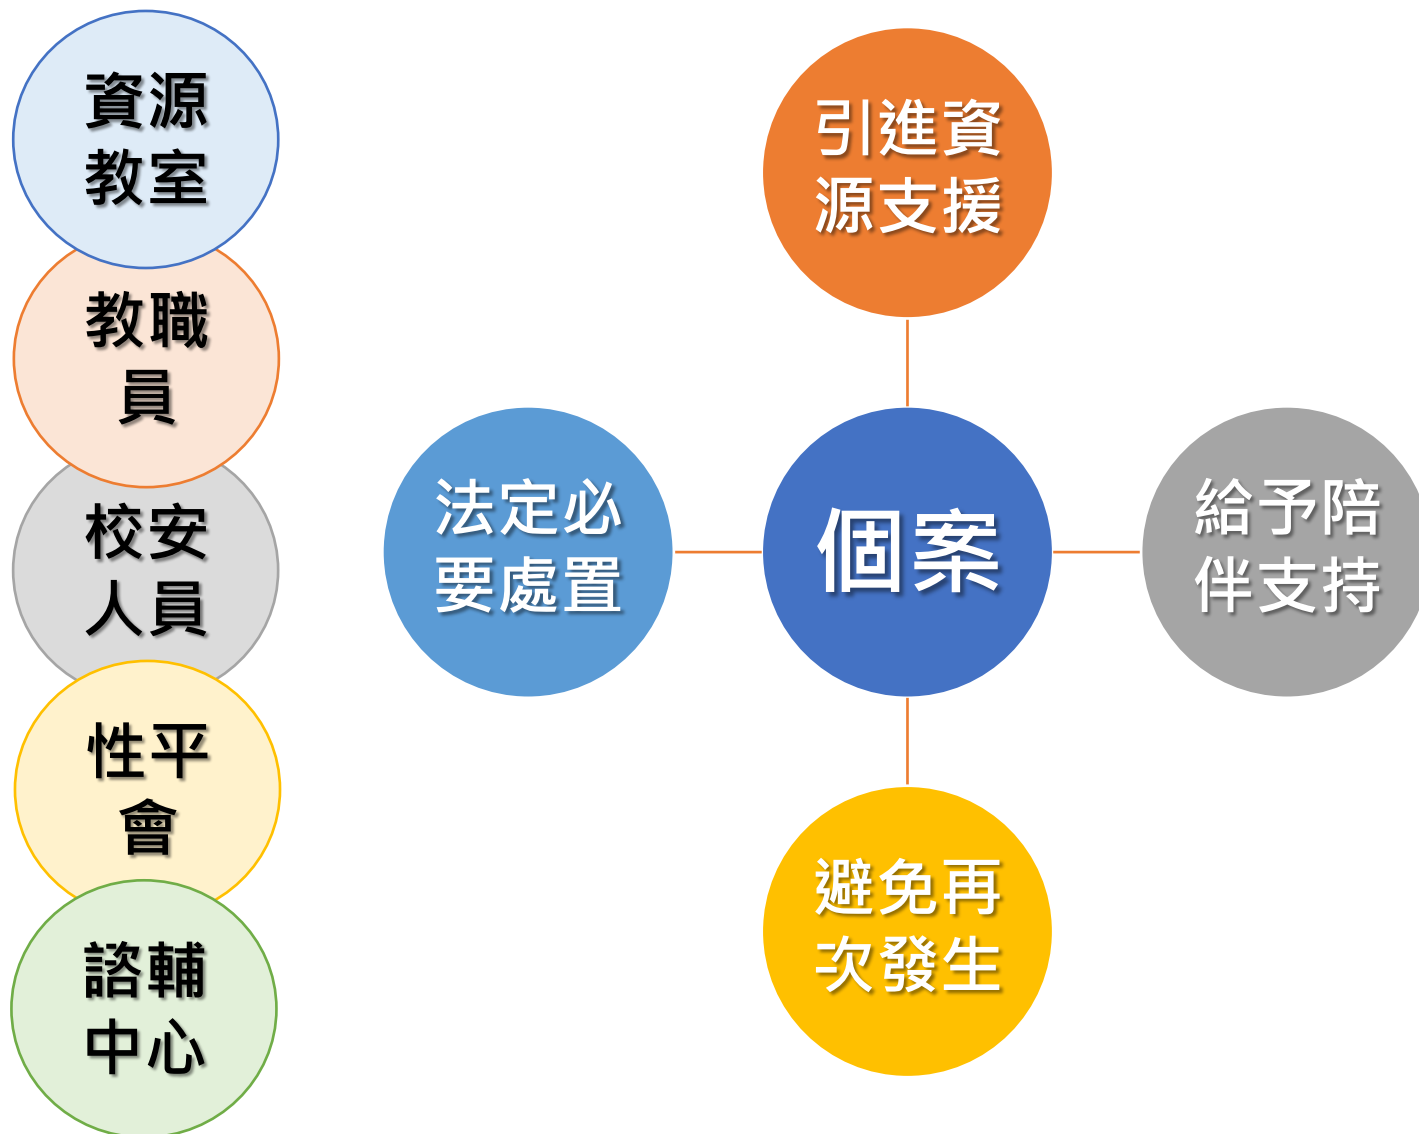 資源
教室
教職
員
校安
人員
性平
會
諮輔
中心
引進資
源支援
法定必
要處置
個案
給予陪
伴支持
避免再
次發生